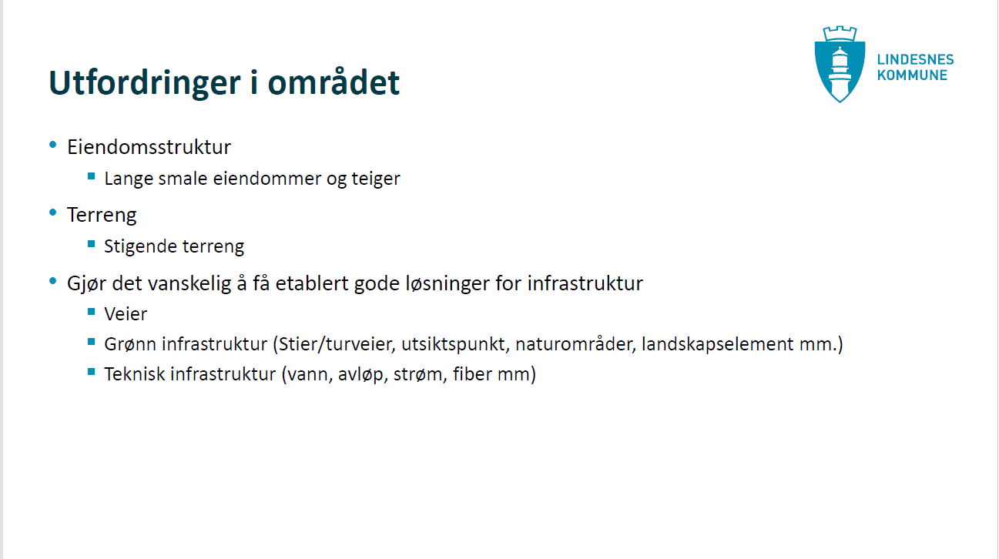 LINDESNES
KOMMUNE
Utfordringer i området
• Eiendomsstruktur
▪ Lange smale eiendommer og teiger
• Terreng
▪ Stigende terreng
• Gjør det vanskelig å få etablert gode løsninger for infrastruktur
▪ Veier
▪ Grønn infrastruktur (Stier/turveier, utsiktspunkt, naturområder, landskapselement mm.)
▪ Teknisk infrastruktur (vann, avløp, strøm, fiber mm)